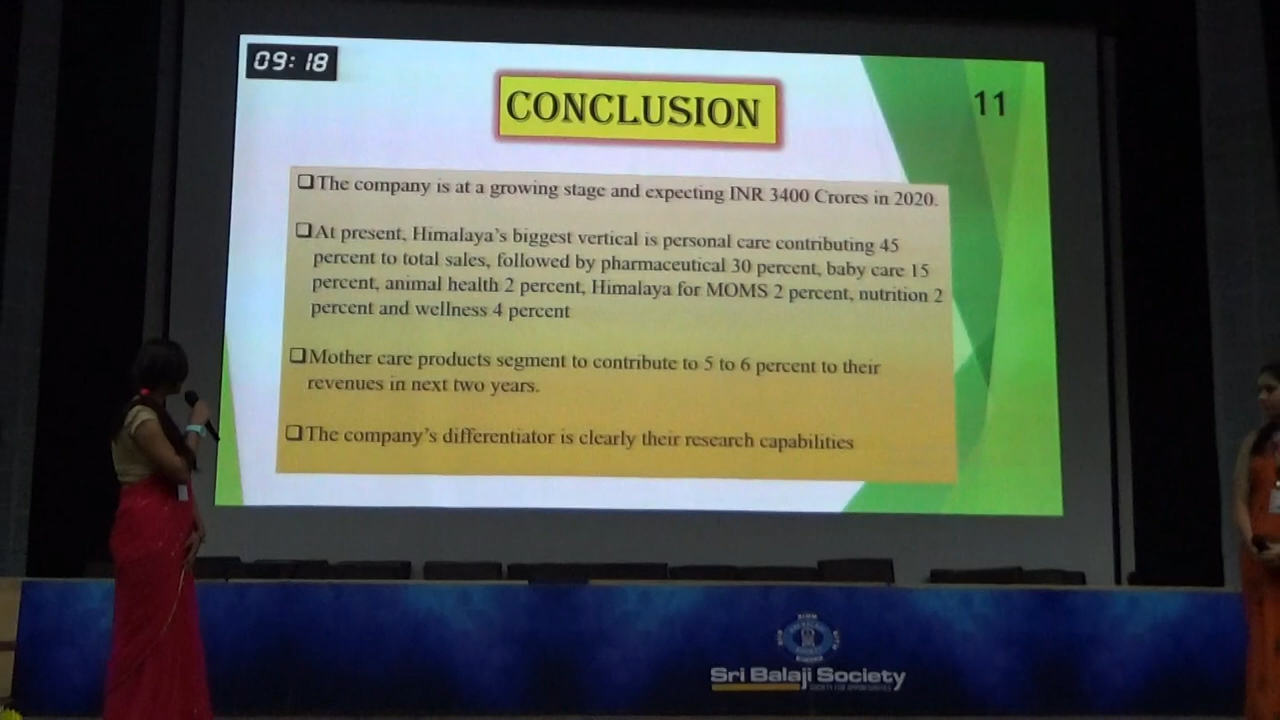 09:18
CONCLUSION
11
❑The company is at a growing stage and expecting INR 3400 Crores in 2020.
❑At present, Himalaya's biggest vertical is personal care contributing 45
percent to total sales, followed by pharmaceutical 30 percent, baby care 15
percent, animal health 2 percent, Himalaya for MOMS 2 percent, nutrition 2
percent and wellness 4 percent
❑Mother care products segment to contribute to 5 to 6 percent to their
revenues in next two years.
❑The company's differentiator is clearly their research capabilities
Sri Balaji Society